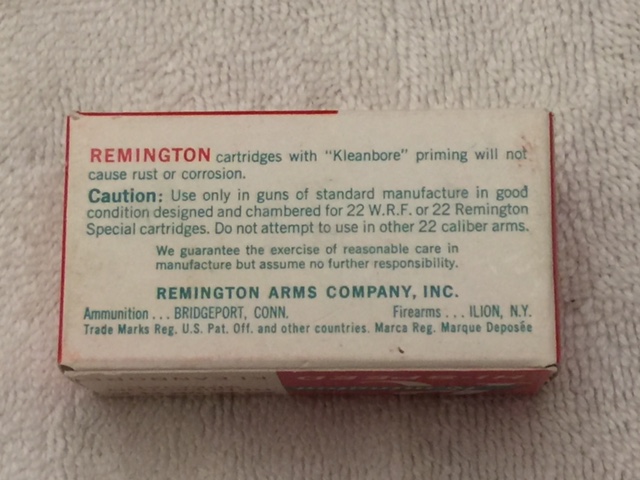 REMINGTON cartridges with "Kleanbore" priming will not
cause rust or corrosion.
Caution: Use only in guns of standard manufacture in good
condition designed and chambered for 22 W.R.F. or 22 Remington
Special cartridges. Do not attempt to use in other 22 caliber arms.
We guarantee the exercise of reasonable care in
manufacture but assume no further responsibility.
REMINGTON ARMS COMPANY, INC.
Ammunition . . . BRIDGEPORT, CONN. Firearms . . . ILION, N.Y.
Trade Marks Reg. U.S. Pat. Off. and other countries. Marca Reg. Marque Deposée
KLEANBORE HI-SPEED